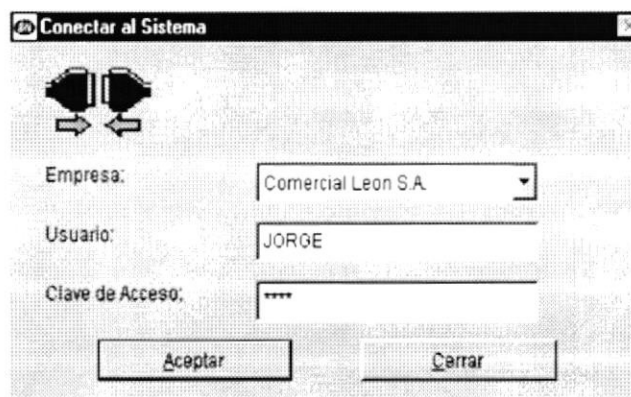 Conectar al Sistema
Empresa: Comercial Leon S.A.
Usuario: JORGE
Clave de Acceso: ****
Aceptar Cerrar